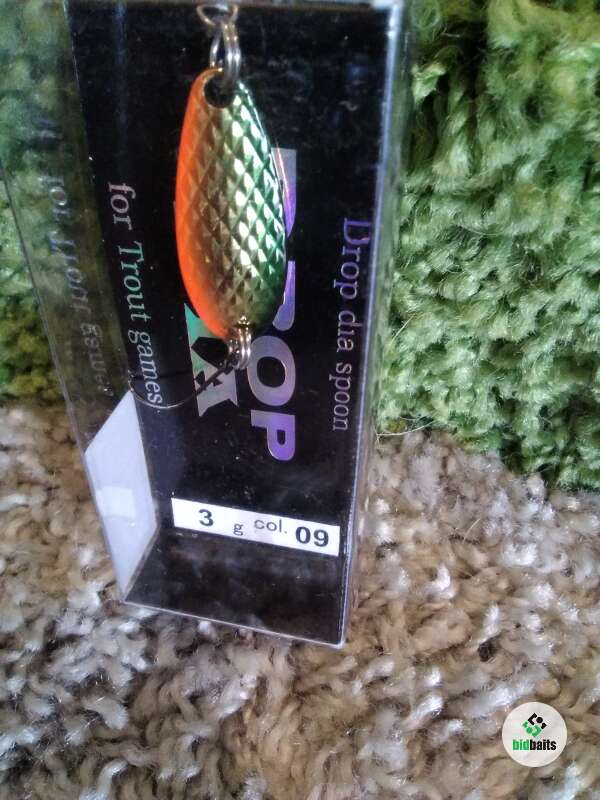 Drop dia spoon
DROP
for Trout games
3 g col. 09
bidbaits